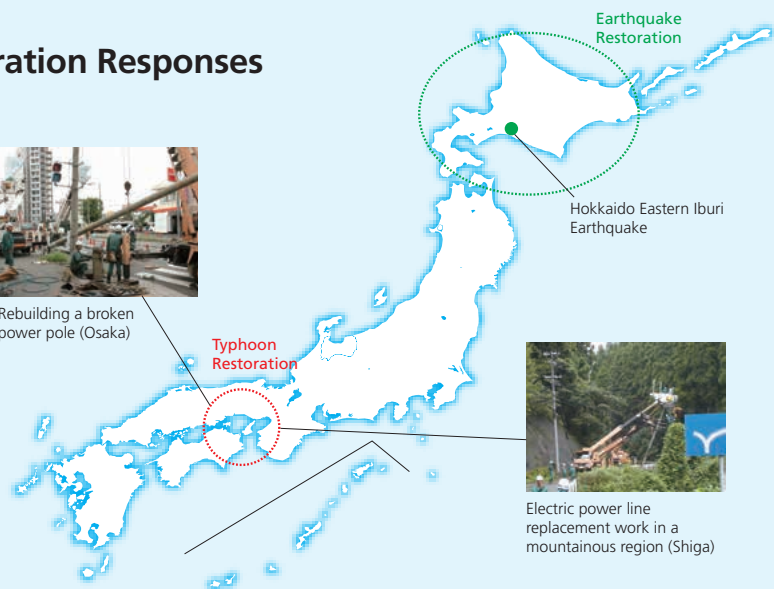 ration Responses
Earthquake
Restoration
Hokkaido Eastern Iburi
Earthquake
Rebuilding a broken
power pole (Osaka)
Typhoon
Restoration
Electric power line
replacement work in a
mountainous region (Shiga)